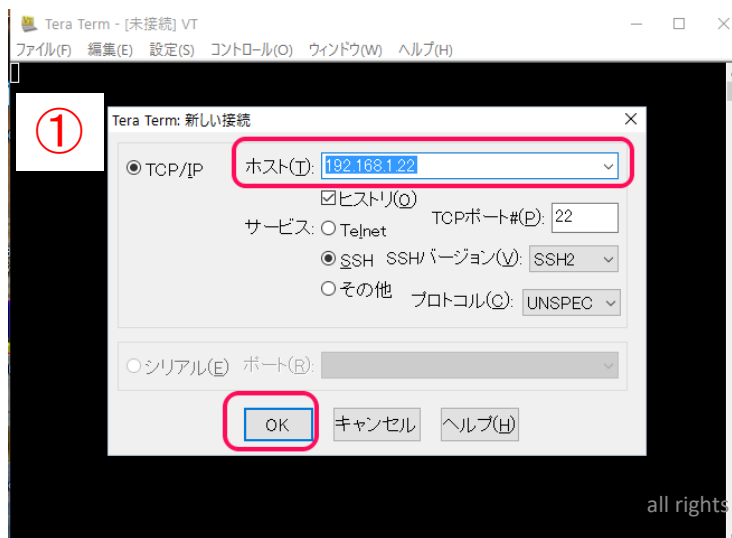 Tera Term - [未接続] VT
ファイル(F) 編集(E) 設定(S) コントロール(O) ウィンドウ(W) ヘルプ(H)
①
Tera Term: 新しい接続
TCP/IP ホスト(T): 192.168.1.22
ヒストリ(O)
サービス: Telnet TCPポート#(P): 22
SSH SSHバージョン(V): SSH2
その他 プロトコル(C): UNSPEC
シリアル(E) ポート(R):
OK キャンセル ヘルプ(H)
all rights